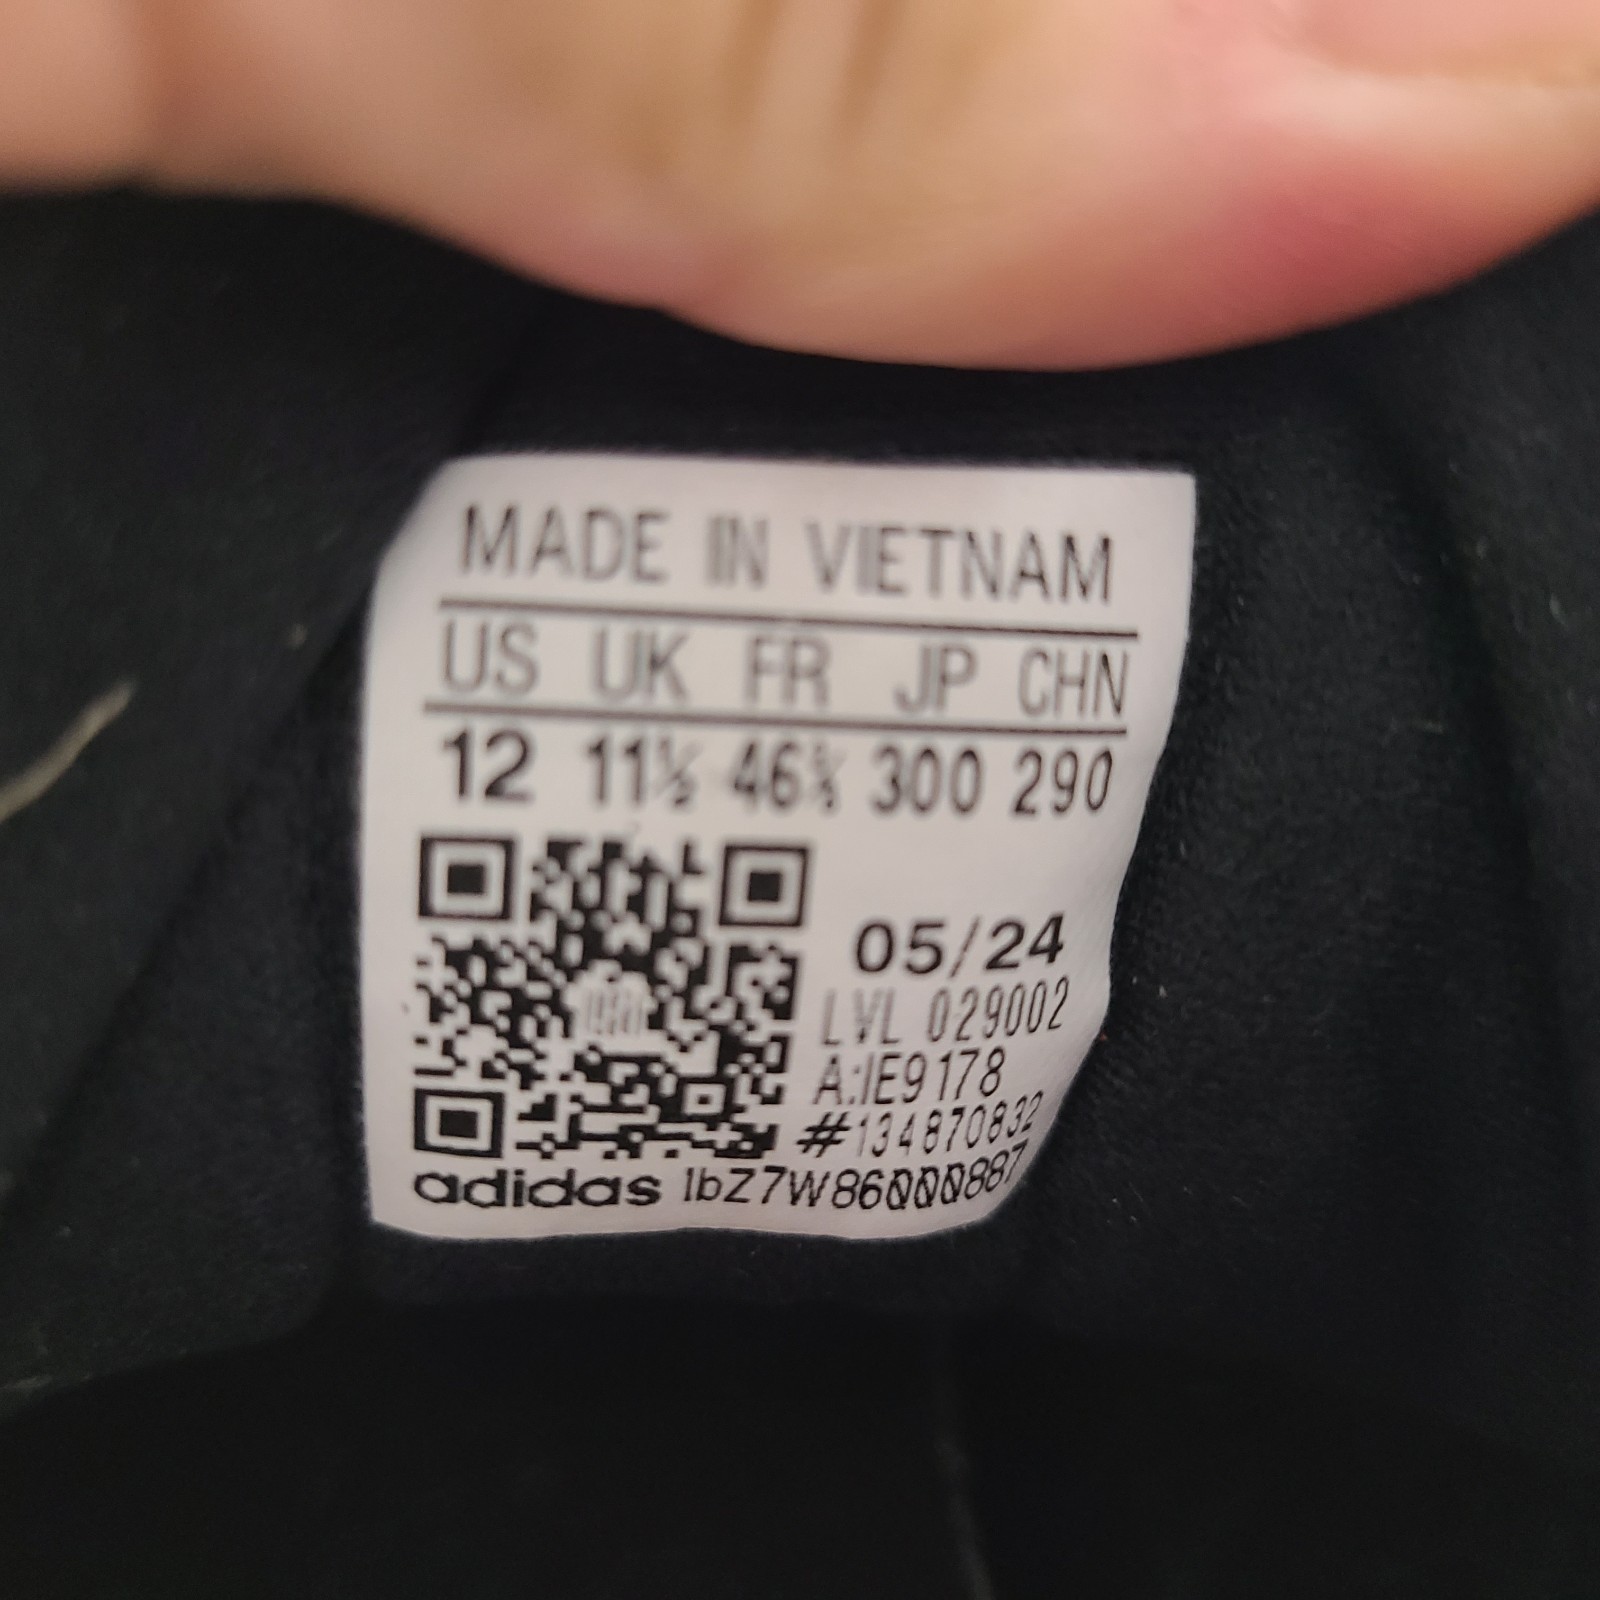 MADE IN VIETNAM
US UK FR JP CHN
12 11½ 46⅔ 300 290
05/24
LVL 029002
A:IE9178
#134870832
adidas 1bZ7W86000887